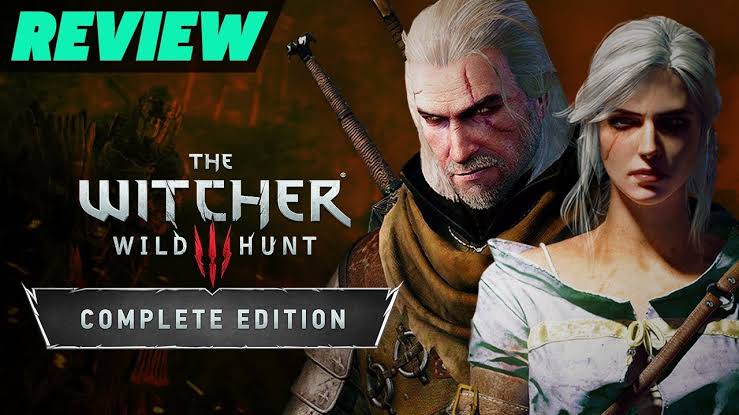 REVIEW
THE
WITCHER®
WILD HUNT
COMPLETE EDITION